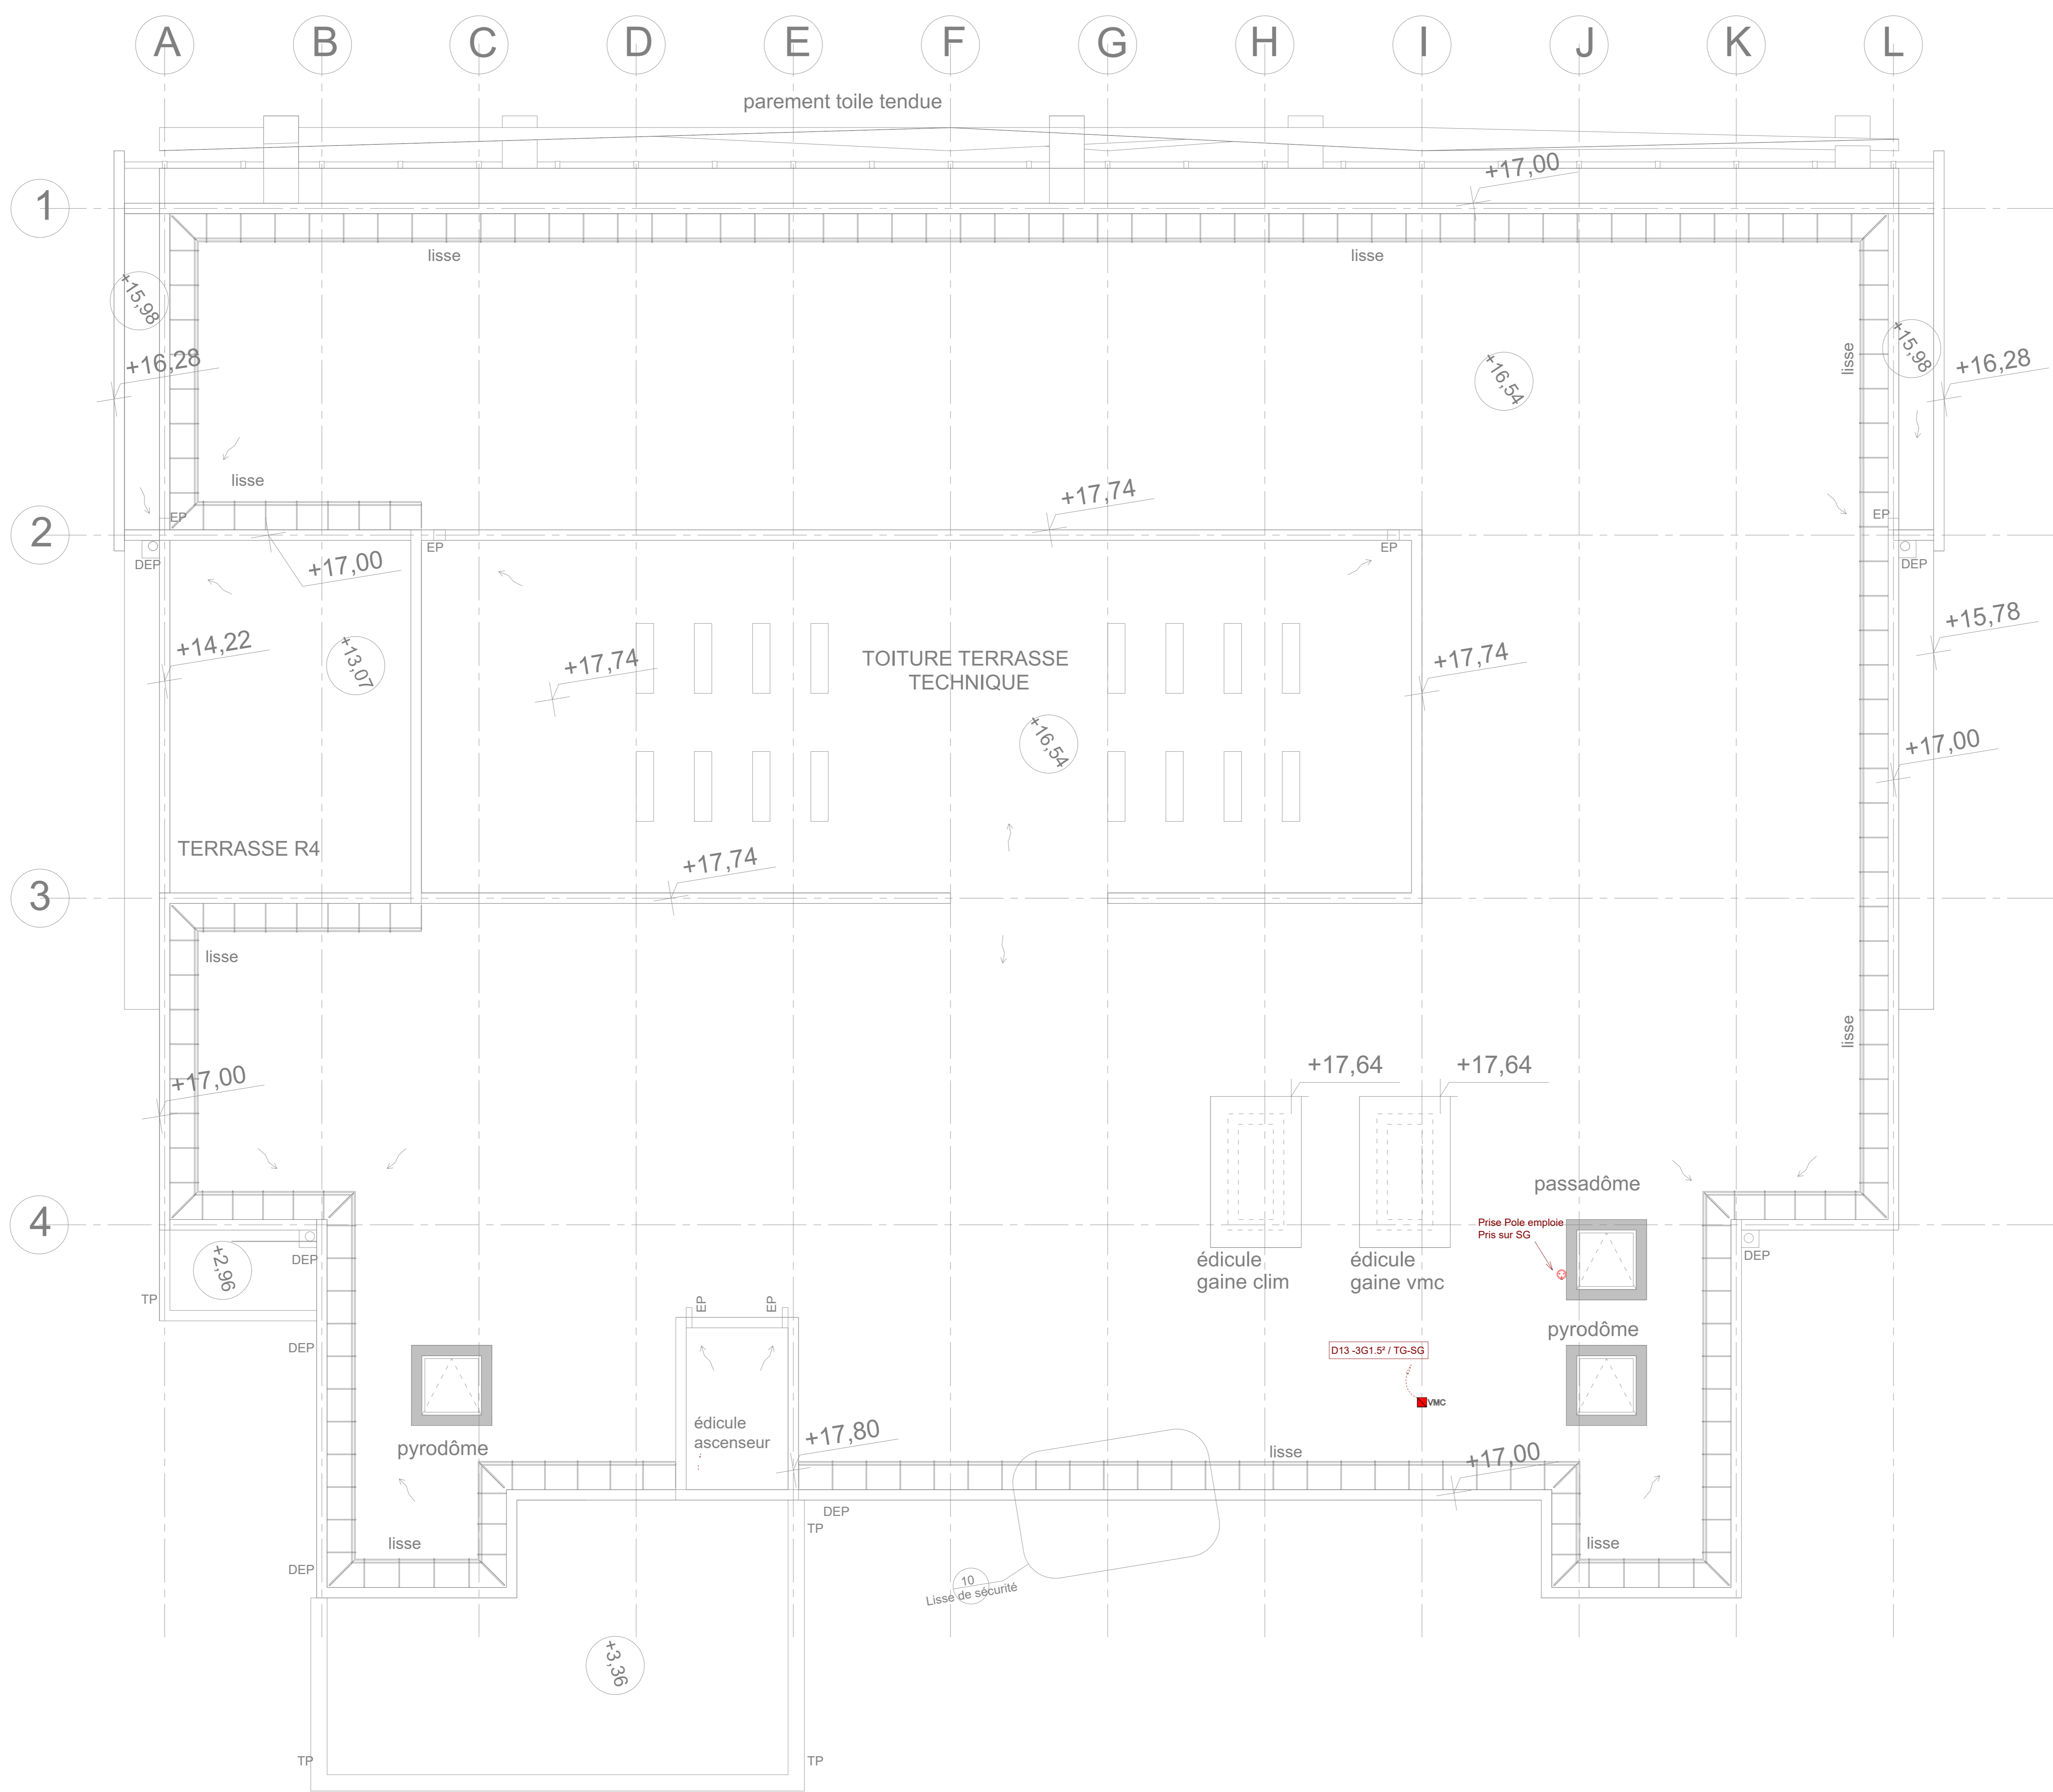 A B C D E F G H I J K L
parement toile tendue
+17,00
1
lisse
lisse
+15,98
+15,98
+16,28
lisse
+16,28
+16,54
lisse
+17,74
EP
EP
2
EP
EP
DEP
DEP
+17,00
+14,22
+13,07
+17,74
TOITURE TERRASSE
TECHNIQUE
+17,74
+15,78
+16,54
+17,00
TERRASSE R4
+17,74
3
lisse
lisse
+17,00
+17,64
+17,64
passadôme
4
Prise Pole emploie
Pris sur SG
+2,96
DEP
DEP
édicule
gaine clim
édicule
gaine vmc
TP
EP
EP
DEP
pyrodôme
D13 -3G1.5² / TG-SG
VMC
édicule
ascenseur
+17,80
pyrodôme
lisse
+17,00
DEP
TP
lisse
lisse
DEP
10
Lisse de sécurité
+3,36
TP
TP